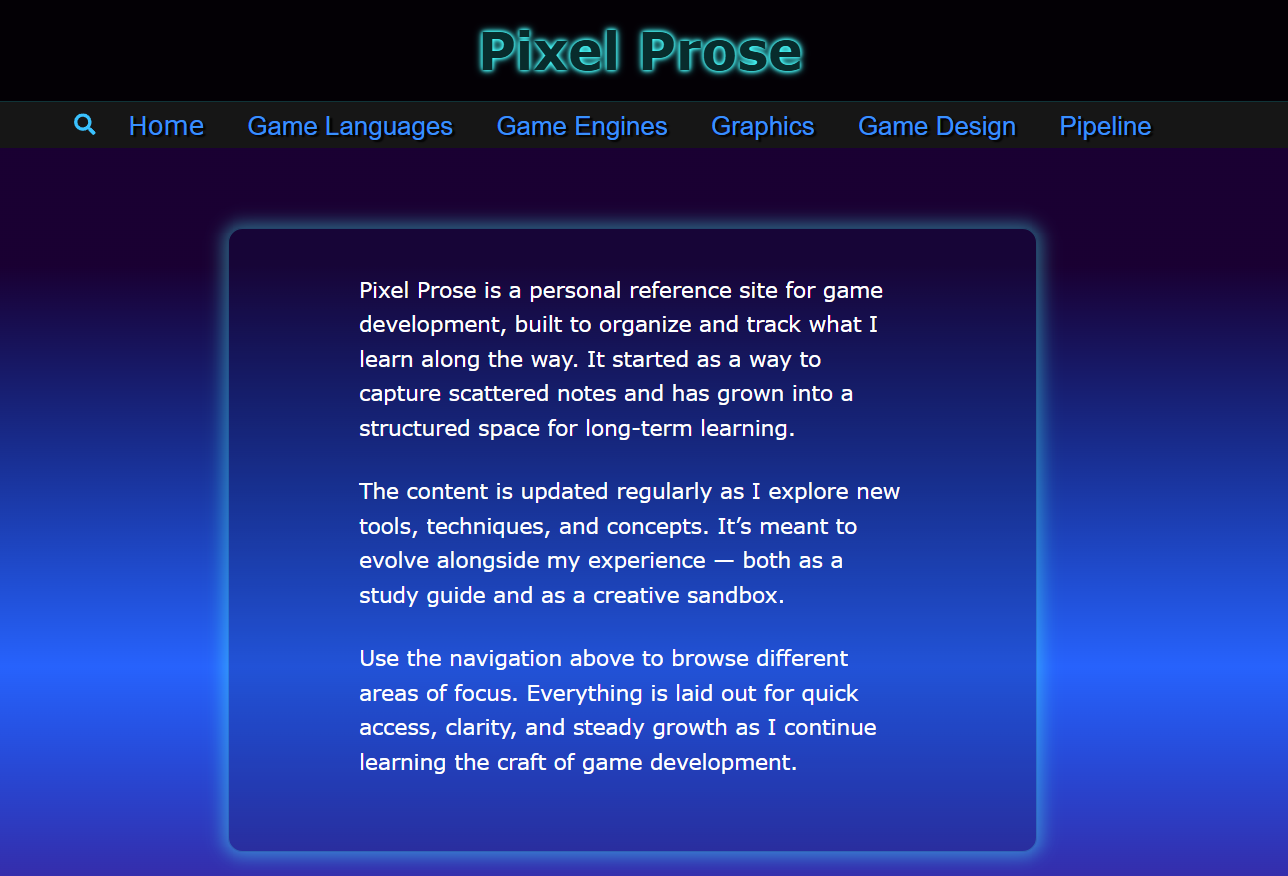 Pixel Prose
Home Game Languages Game Engines Graphics Game Design Pipeline
Pixel Prose is a personal reference site for game
development, built to organize and track what I
learn along the way. It started as a way to
capture scattered notes and has grown into a
structured space for long-term learning.
The content is updated regularly as I explore new
tools, techniques, and concepts. It’s meant to
evolve alongside my experience — both as a
study guide and as a creative sandbox.
Use the navigation above to browse different
areas of focus. Everything is laid out for quick
access, clarity, and steady growth as I continue
learning the craft of game development.